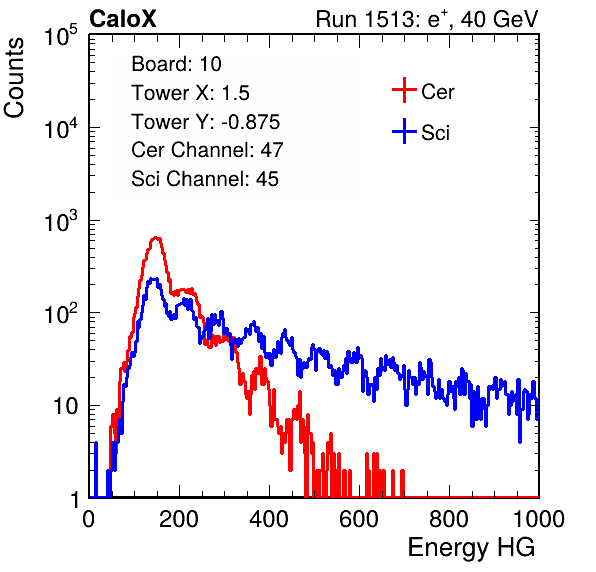 CaloX Run 1513: e⁺, 40 GeV
Counts
10⁵
10⁴
10³
10²
10
1
Board: 10
Tower X: 1.5
Tower Y: -0.875
Cer Channel: 47
Sci Channel: 45
Cer
Sci
0 200 400 600 800 1000
Energy HG